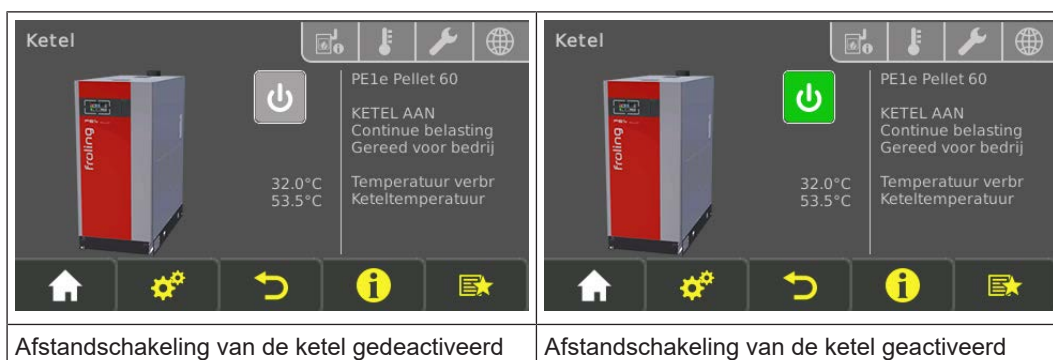 Ketel
PE1e Pellet 60
KETEL AAN
Continue belasting
Gereed voor bedrij
32.0°C Temperatuur verbr
53.5°C Keteltemperatuur
froling
Afstandschakeling van de ketel gedeactiveerd
Ketel
PE1e Pellet 60
KETEL AAN
Continue belasting
Gereed voor bedrij
32.0°C Temperatuur verbr
53.5°C Keteltemperatuur
froling
Afstandschakeling van de ketel geactiveerd